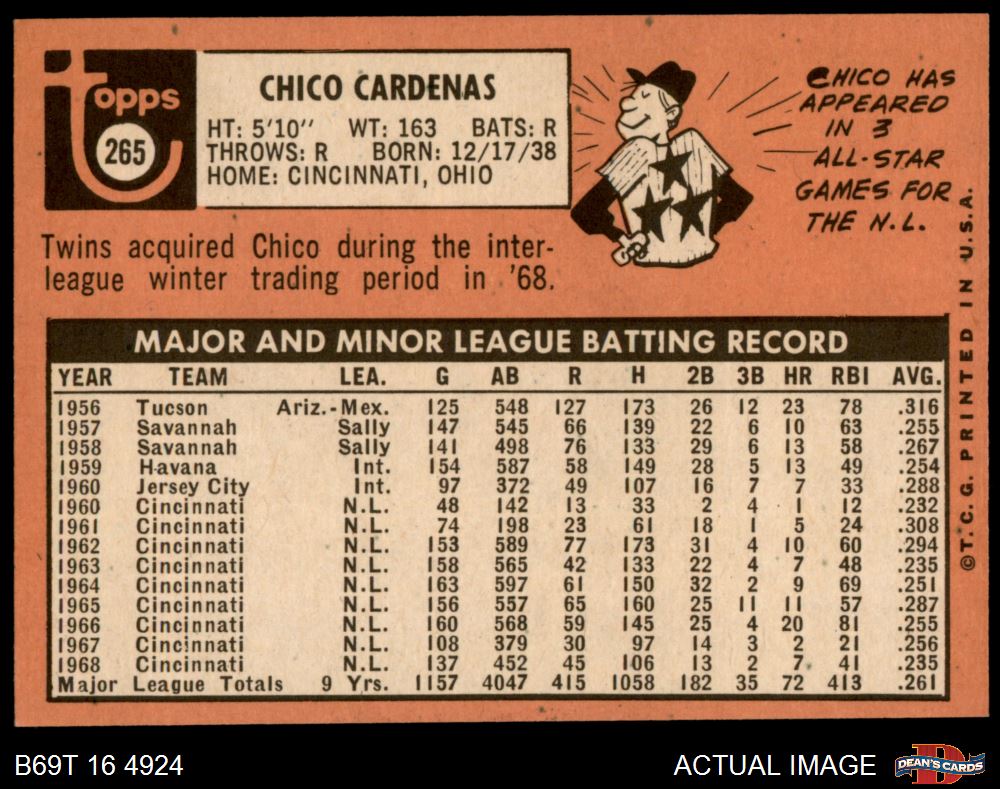 Topps
265
CHICO CARDENAS
HT: 5'10" WT: 163 BATS: R
THROWS: R BORN: 12/17/38
HOME: CINCINNATI, OHIO
CHICO HAS
APPEARED
IN 3
ALL-STAR
GAMES FOR
THE N.L.
Twins acquired Chico during the inter-
league winter trading period in '68.
MAJOR AND MINOR LEAGUE BATTING RECORD
YEAR TEAM LEA. G AB R H 2B 3B HR RBI AVG.
1956 Tucson Ariz.-Mex. 125 548 127 173 26 12 23 78 .316
1957 Savannah Sally 147 545 66 139 22 6 10 63 .255
1958 Savannah Sally 141 498 76 133 29 6 13 58 .267
1959 Havana Int. 154 587 58 149 28 5 13 49 .254
1960 Jersey City Int. 97 372 49 107 16 7 7 33 .288
1960 Cincinnati N.L. 48 142 13 33 2 4 1 12 .232
1961 Cincinnati N.L. 74 198 23 61 18 1 5 24 .308
1962 Cincinnati N.L. 153 589 77 173 31 4 10 60 .294
1963 Cincinnati N.L. 158 565 42 133 22 4 7 48 .235
1964 Cincinnati N.L. 163 597 61 150 32 2 9 69 .251
1965 Cincinnati N.L. 156 557 65 160 25 11 11 57 .287
1966 Cincinnati N.L. 160 568 59 145 25 4 20 81 .255
1967 Cincinnati N.L. 108 379 30 97 14 3 2 21 .256
1968 Cincinnati N.L. 137 452 45 106 13 2 7 41 .235
Major League Totals 9 Yrs. 1157 4047 415 1058 182 35 72 413 .261
©T.C.G. PRINTED IN U.S.A.
B69T 16 4924
ACTUAL IMAGE
D
DEAN'S CARDS